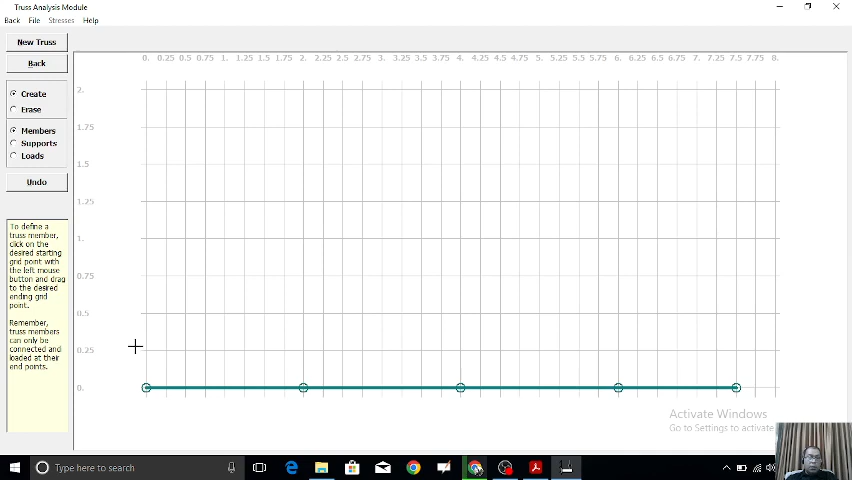 Truss Analysis Module
Back File Stresses Help
New Truss
Back
Create
Erase
Members
Supports
Loads
Undo
To define a
truss member,
click on the
desired starting
grid point with
the left mouse
button and drag
to the desired
ending grid
point.
Remember,
truss members
can only be
connected and
loaded at their
end points.
0. 0.25 0.5 0.75 1. 1.25 1.5 1.75 2. 2.25 2.5 2.75 3. 3.25 3.5 3.75 4. 4.25 4.5 4.75 5. 5.25 5.5 5.75 6. 6.25 6.5 6.75 7. 7.25 7.5 7.75 8.
2.
1.75
1.5
1.25
1.
0.75
0.5
0.25
0.
Activate Windows
Go to Settings to activate
Type here to search